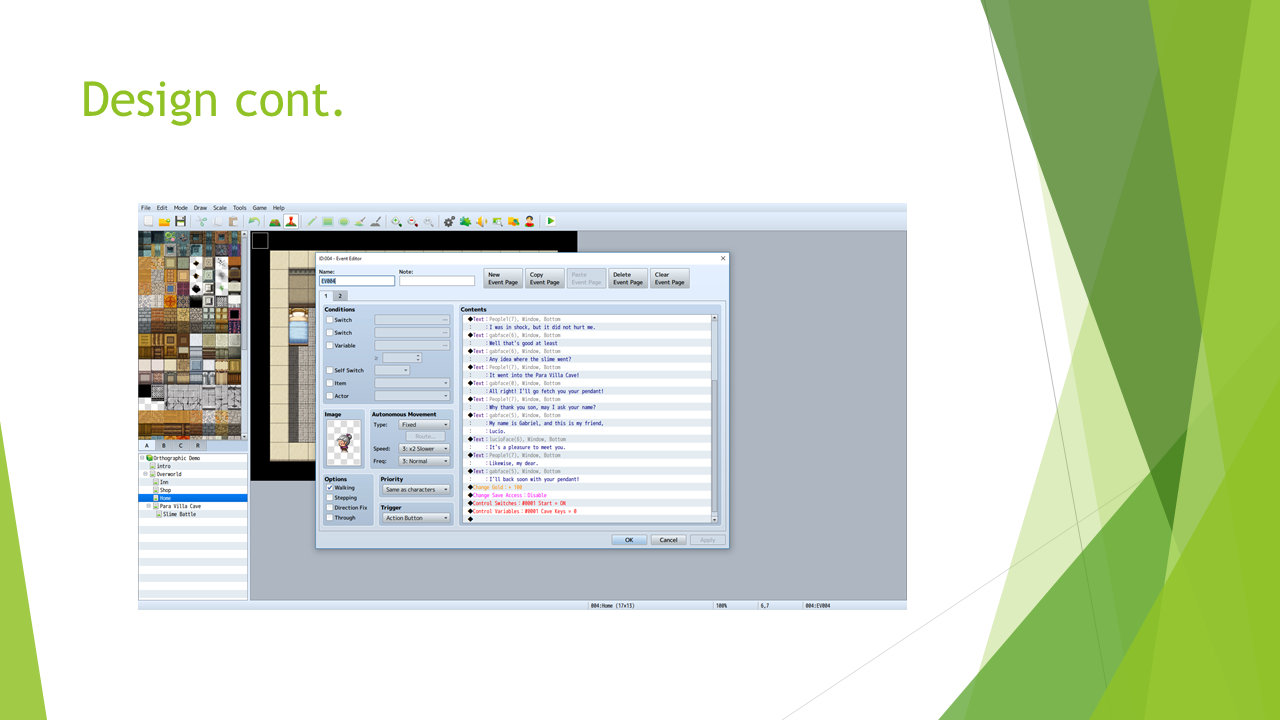 Design cont.
File Edit Mode Draw Scale Tools Game Help
ID:004 - Event Editor
Name:
Note:
EV004
New
Event Page
Copy
Event Page
Paste
Event Page
Delete
Event Page
Clear
Event Page
1 2
Conditions
Switch
Switch
Variable
≥
Self Switch
Item
Actor
Image
Autonomous Movement
Type: Fixed
Route...
Speed: 3: x2 Slower
Freq: 3: Normal
Options
Walking
Stepping
Direction Fix
Through
Priority
Same as characters
Trigger
Action Button
Contents
◆Text : People1(7), Window, Bottom
: : I was in shock, but it did not hurt me.
◆Text : gabface(6), Window, Bottom
: : Well that's good at least
◆Text : gabface(6), Window, Bottom
: : Any idea where the slime went?
◆Text : People1(7), Window, Bottom
: : It went into the Para Villa Cave!
◆Text : gabface(0), Window, Bottom
: : All right! I'll go fetch you your pendant!
◆Text : People1(7), Window, Bottom
: : Why thank you son, may I ask your name?
◆Text : gabface(5), Window, Bottom
: : My name is Gabriel, and this is my friend,
: : lucio.
◆Text : lucioFace(6), Window, Bottom
: : It's a pleasure to meet you.
◆Text : People1(7), Window, Bottom
: : Likewise, my dear.
◆Text : gabface(5), Window, Bottom
: : I'll back soon with your pendant!
◆Change Gold : + 100
◆Change Save Access : Disable
◆Control Switches : #0001 Start = ON
◆Control Variables : #0001 Cave Keys = 0
◆
OK Cancel Apply
A B C R
Orthographic Demo
intro
Overworld
Inn
Shop
Home
Para Villa Cave
Slime Battle
004:Home (17x13) 100% 6,7 004:EV004